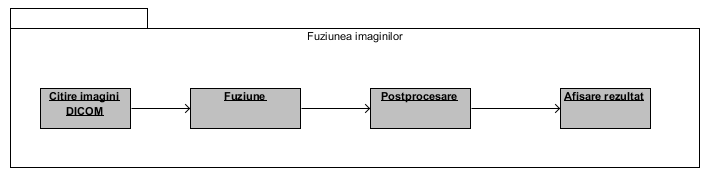 Fuziunea imaginilor
Citire imagini
DICOM
Fuziune
Postprocesare
Afisare rezultat